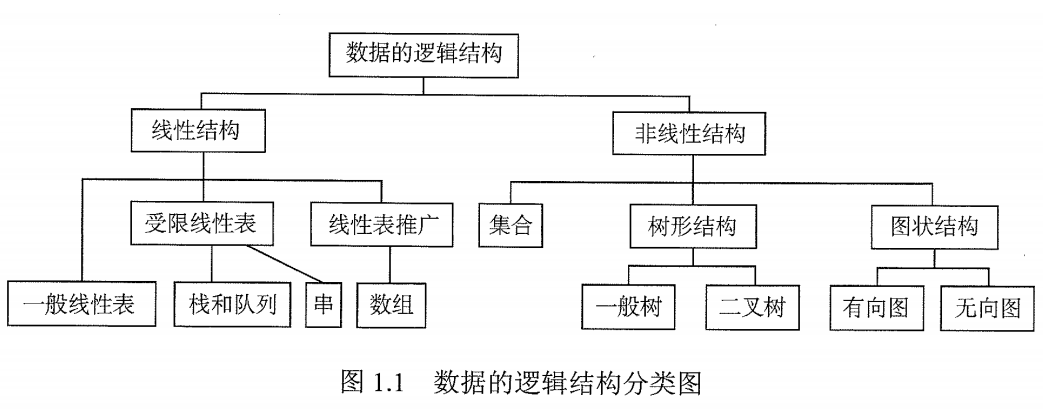 数据的逻辑结构
线性结构
非线性结构
受限线性表
线性表推广
集合
树形结构
图状结构
一般线性表
栈和队列
串
数组
一般树
二叉树
有向图
无向图
图 1.1 数据的逻辑结构分类图